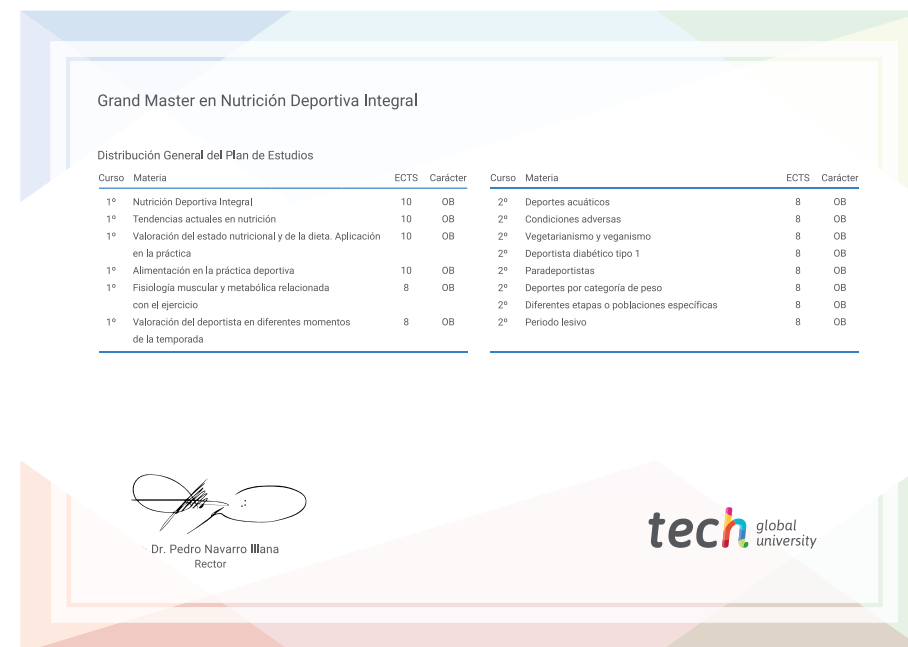 Grand Master en Nutrición Deportiva Integral
Distribución General del Plan de Estudios
Curso Materia ECTS Carácter
1º Nutrición Deportiva Integral 10 OB
1º Tendencias actuales en nutrición 10 OB
1º Valoración del estado nutricional y de la dieta. Aplicación 10 OB
en la práctica
1º Alimentación en la práctica deportiva 10 OB
1º Fisiología muscular y metabólica relacionada 8 OB
con el ejercicio
1º Valoración del deportista en diferentes momentos 8 OB
de la temporada
Curso Materia ECTS Carácter
2º Deportes acuáticos 8 OB
2º Condiciones adversas 8 OB
2º Vegetarianismo y veganismo 8 OB
2º Deportista diabético tipo 1 8 OB
2º Paradeportistas 8 OB
2º Deportes por categoría de peso 8 OB
2º Diferentes etapas o poblaciones específicas 8 OB
2º Periodo lesivo 8 OB
Dr. Pedro Navarro Illana
Rector
tech global
university